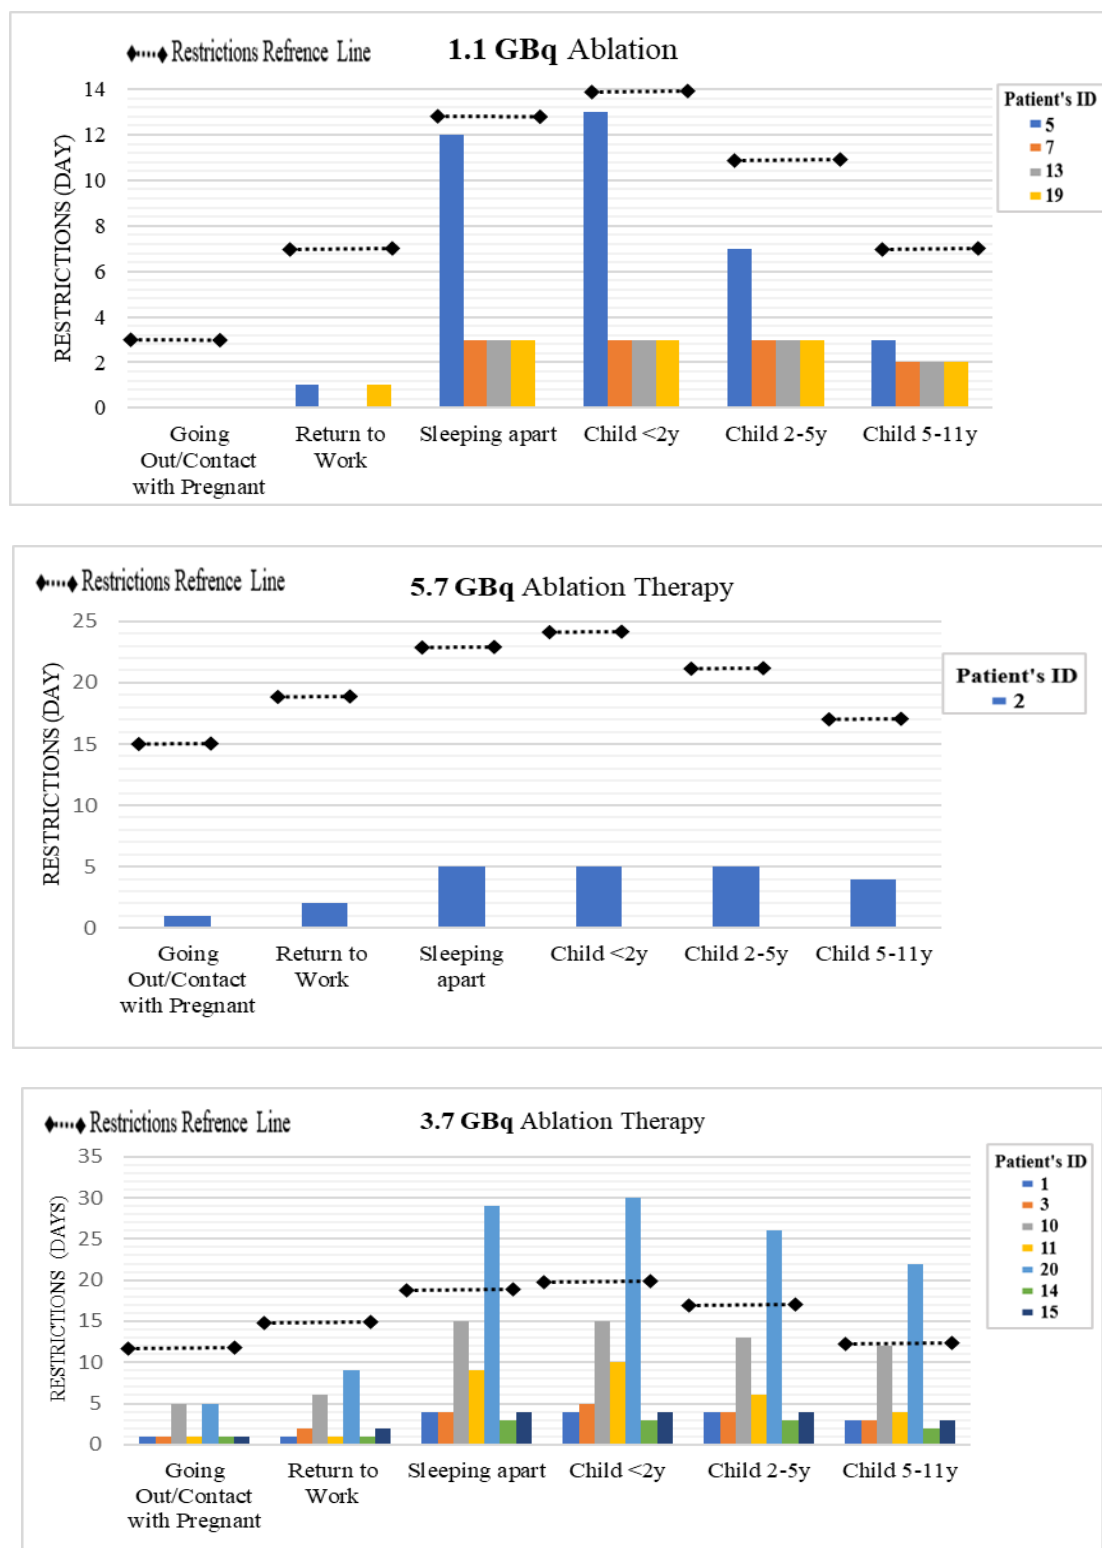 Restrictions Refrence Line
1.1 GBq Ablation
Patient's ID
5
7
13
19
RESTRICTIONS (DAY)
14
12
10
8
6
4
2
0
Going Out/Contact with Pregnant
Return to Work
Sleeping apart
Child <2y
Child 2-5y
Child 5-11y
Restrictions Refrence Line
5.7 GBq Ablation Therapy
Patient's ID
2
RESTRICTIONS (DAY)
25
20
15
10
5
0
Going Out/Contact with Pregnant
Return to Work
Sleeping apart
Child <2y
Child 2-5y
Child 5-11y
Restrictions Refrence Line
3.7 GBq Ablation Therapy
Patient's ID
1
3
10
11
20
14
15
RESTRICTIONS (DAYS)
35
30
25
20
15
10
5
0
Going Out/Contact with Pregnant
Return to Work
Sleeping apart
Child <2y
Child 2-5y
Child 5-11y